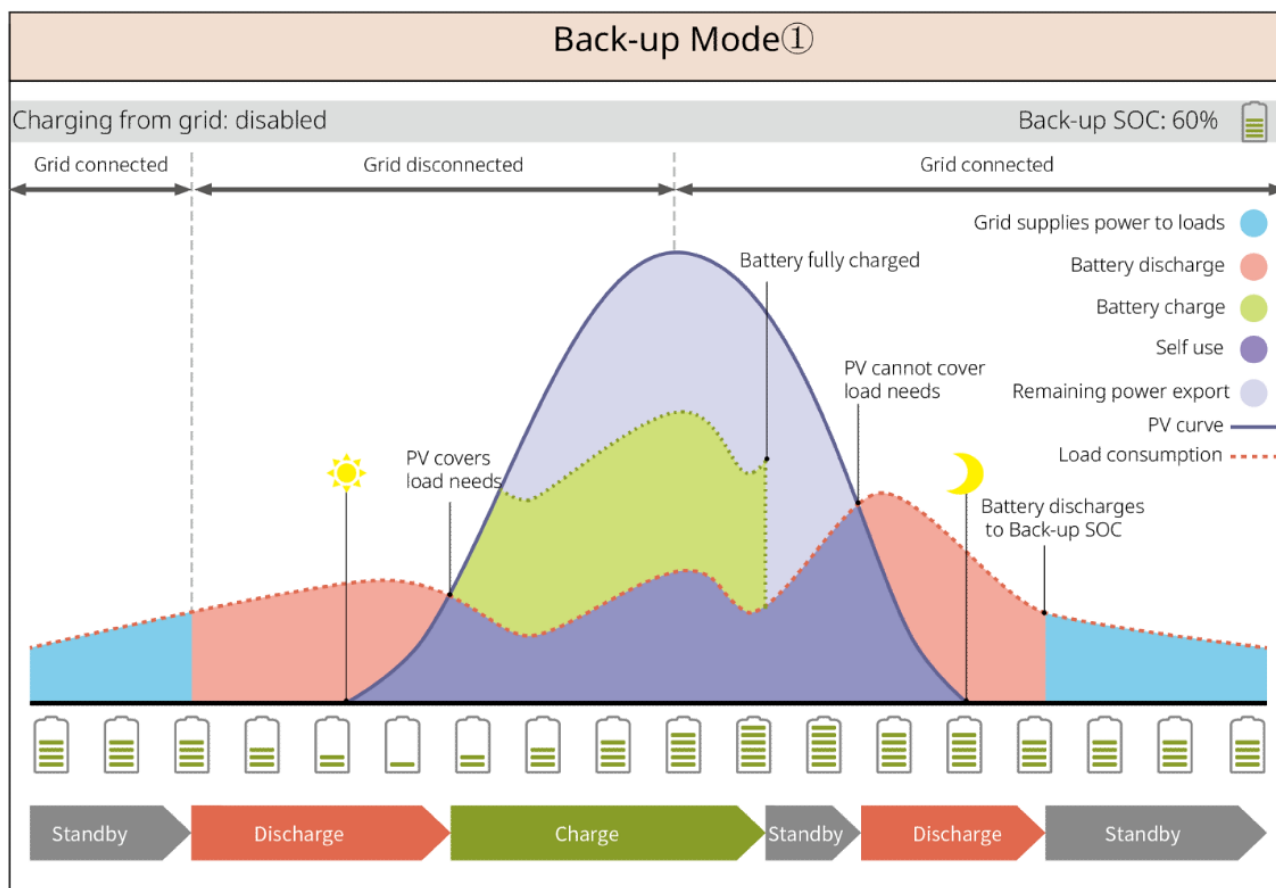 Back-up Mode①
Charging from grid: disabled
Back-up SOC: 60%
Grid connected
Grid disconnected
Grid connected
Grid supplies power to loads
Battery discharge
Battery charge
Self use
Remaining power export
PV curve
Load consumption
Battery fully charged
PV cannot cover
load needs
PV covers
load needs
Battery discharges
to Back-up SOC
Standby
Discharge
Charge
Standby
Discharge
Standby